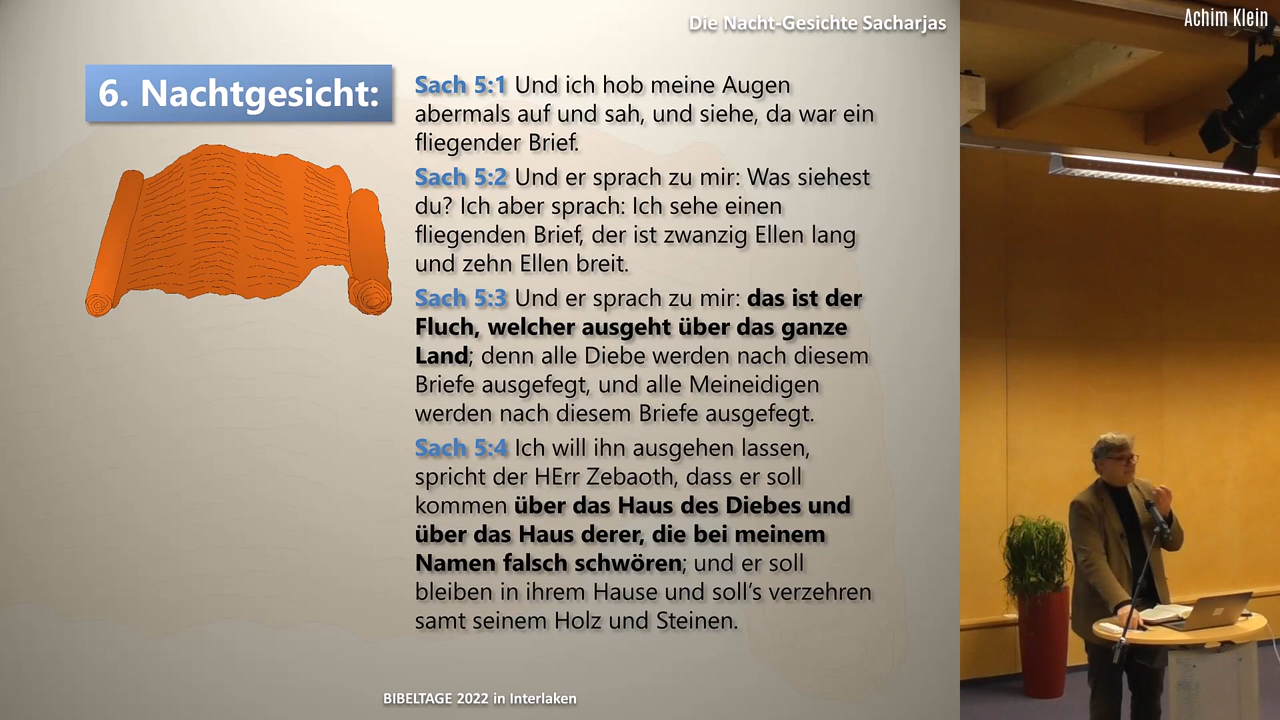 Die Nacht-Gesichte Sacharjas
Achim Klein
6. Nachtgesicht:
Sach 5:1 Und ich hob meine Augen
abermals auf und sah, und siehe, da war ein
fliegender Brief.
Sach 5:2 Und er sprach zu mir: Was siehest
du? Ich aber sprach: Ich sehe einen
fliegenden Brief, der ist zwanzig Ellen lang
und zehn Ellen breit.
Sach 5:3 Und er sprach zu mir: das ist der
Fluch, welcher ausgeht über das ganze
Land; denn alle Diebe werden nach diesem
Briefe ausgefegt, und alle Meineidigen
werden nach diesem Briefe ausgefegt.
Sach 5:4 Ich will ihn ausgehen lassen,
spricht der HErr Zebaoth, dass er soll
kommen über das Haus des Diebes und
über das Haus derer, die bei meinem
Namen falsch schwören; und er soll
bleiben in ihrem Hause und soll's verzehren
samt seinem Holz und Steinen.
BIBELTAGE 2022 in Interlaken